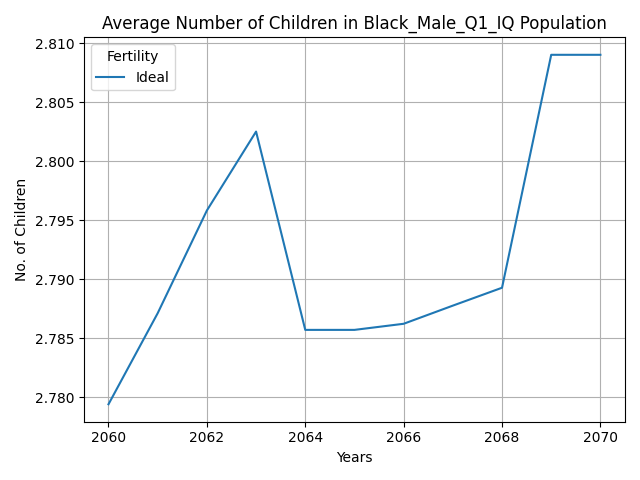 Average Number of Children in Black_Male_Q1_IQ Population
2.810
2.805
2.800
2.795
2.790
2.785
2.780
No. of Children
Fertility
Ideal
2060
2062
2064
2066
2068
2070
Years